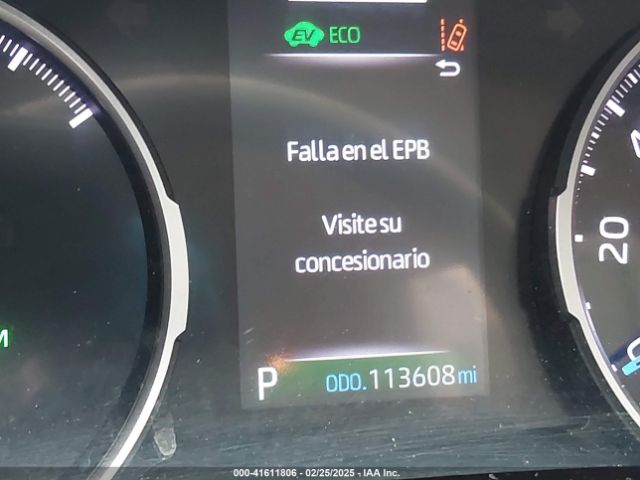 EV ECO
Falla en el EPB
Visite su
concesionario
20
P ODO. 113608 mi
000-41611806 - 02/25/2025 - IAA Inc.